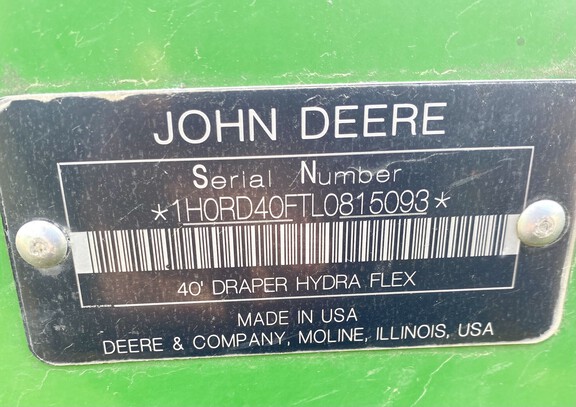 JOHN DEERE
Serial Number
*1H0RD40FTL0815093*
40' DRAPER HYDRA FLEX
MADE IN USA
DEERE & COMPANY, MOLINE, ILLINOIS, USA